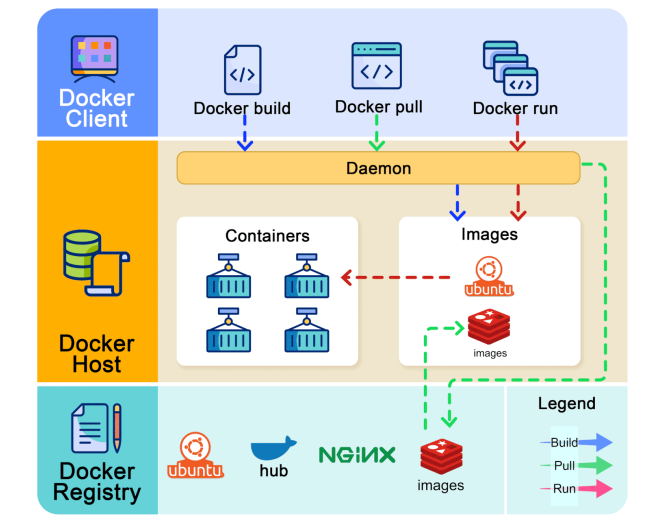 Docker
Client
Docker build
Docker pull
Docker run
Daemon
Docker
Host
Containers
Images
ubuntu
images
Docker
Registry
ubuntu
hub
NGINX
images
Legend
Build
Pull
Run